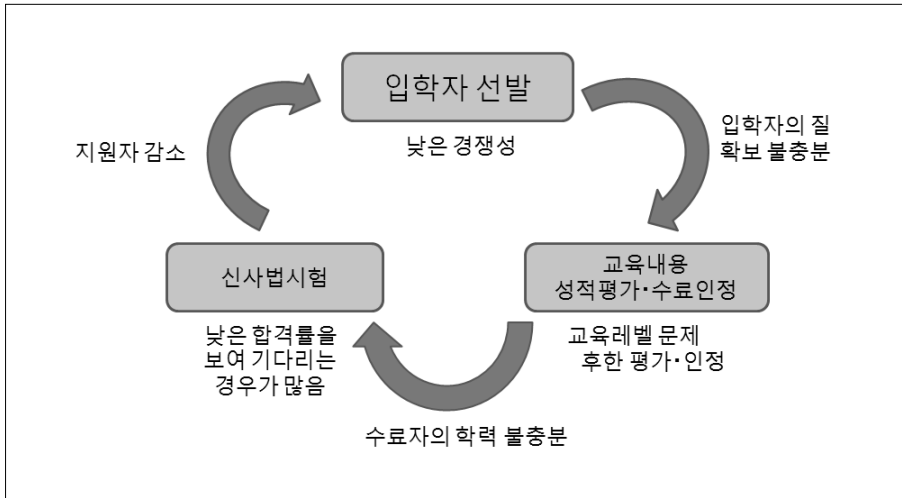 입학자 선발
낮은 경쟁성
입학자의 질
확보 불충분
교육내용
성적평가·수료인정
교육레벨 문제
후한 평가·인정
수료자의 학력 불충분
신사법시험
낮은 합격률을
보여 기다리는
경우가 많음
지원자 감소